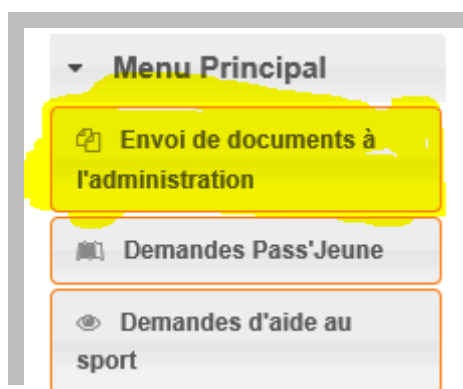 Menu Principal
Envoi de documents à
l'administration
Demandes Pass'Jeune
Demandes d'aide au
sport